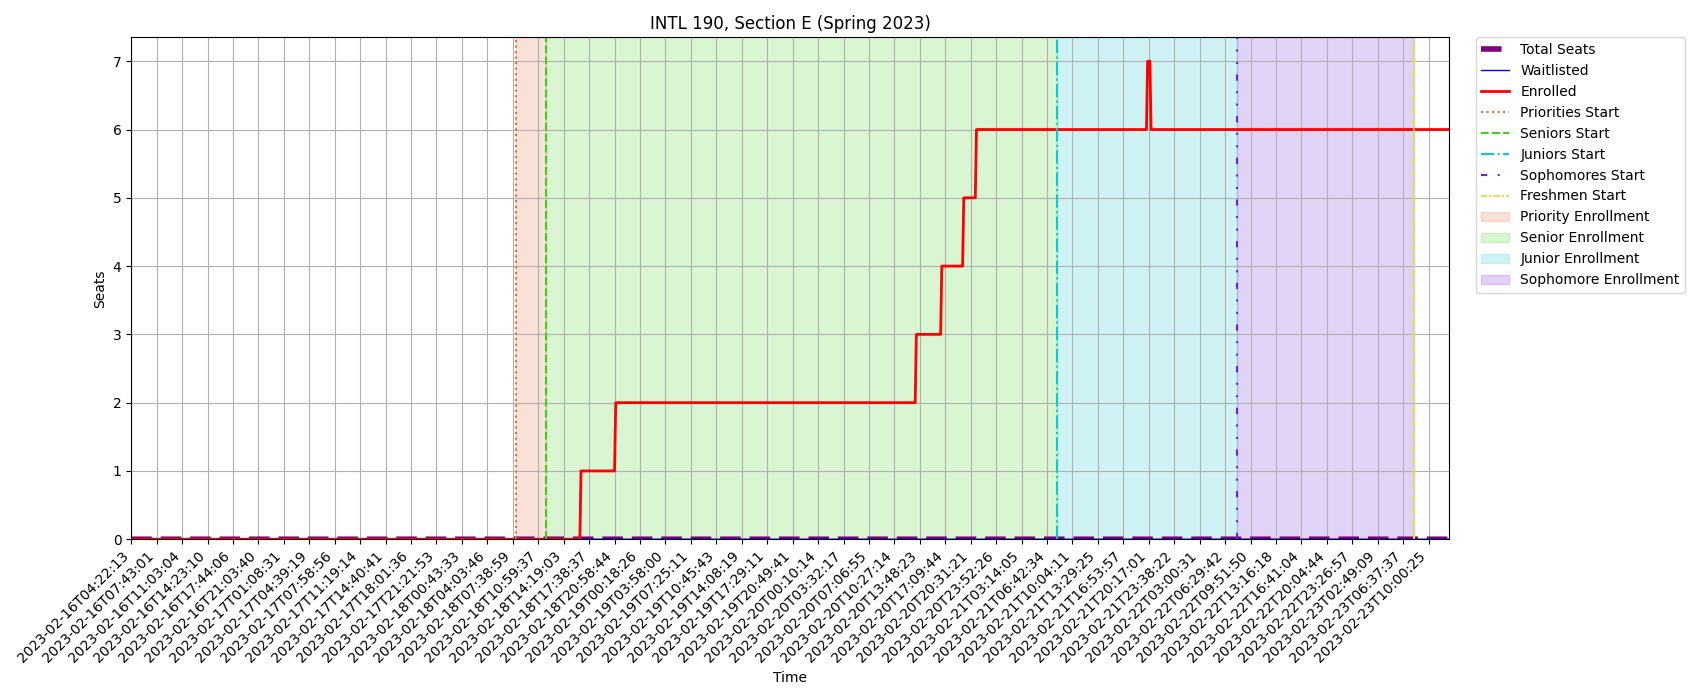 INTL 190, Section E (Spring 2023)
Seats
7
6
5
4
3
2
1
0
2023-02-16T04:22:13
2023-02-16T07:43:01
2023-02-16T11:03:04
2023-02-16T14:23:10
2023-02-16T17:44:06
2023-02-16T21:03:40
2023-02-17T01:08:31
2023-02-17T04:39:19
2023-02-17T07:58:56
2023-02-17T11:19:14
2023-02-17T14:40:41
2023-02-17T18:01:36
2023-02-17T21:21:53
2023-02-18T00:43:33
2023-02-18T04:03:46
2023-02-18T07:38:59
2023-02-18T10:59:37
2023-02-18T14:19:03
2023-02-18T17:38:37
2023-02-18T20:58:44
2023-02-19T00:18:26
2023-02-19T03:58:00
2023-02-19T07:25:11
2023-02-19T10:45:43
2023-02-19T14:08:19
2023-02-19T17:29:11
2023-02-19T20:49:41
2023-02-20T00:10:14
2023-02-20T03:32:17
2023-02-20T07:06:55
2023-02-20T10:27:14
2023-02-20T13:48:23
2023-02-20T17:09:44
2023-02-20T20:31:21
2023-02-20T23:52:26
2023-02-21T03:14:05
2023-02-21T06:42:34
2023-02-21T10:04:11
2023-02-21T13:29:25
2023-02-21T16:53:57
2023-02-21T20:17:01
2023-02-21T23:38:22
2023-02-22T03:00:31
2023-02-22T06:29:42
2023-02-22T09:51:50
2023-02-22T13:16:18
2023-02-22T16:41:04
2023-02-22T20:04:44
2023-02-22T23:26:57
2023-02-23T02:49:09
2023-02-23T06:37:37
2023-02-23T10:00:25
Time
Total Seats
Waitlisted
Enrolled
Priorities Start
Seniors Start
Juniors Start
Sophomores Start
Freshmen Start
Priority Enrollment
Senior Enrollment
Junior Enrollment
Sophomore Enrollment